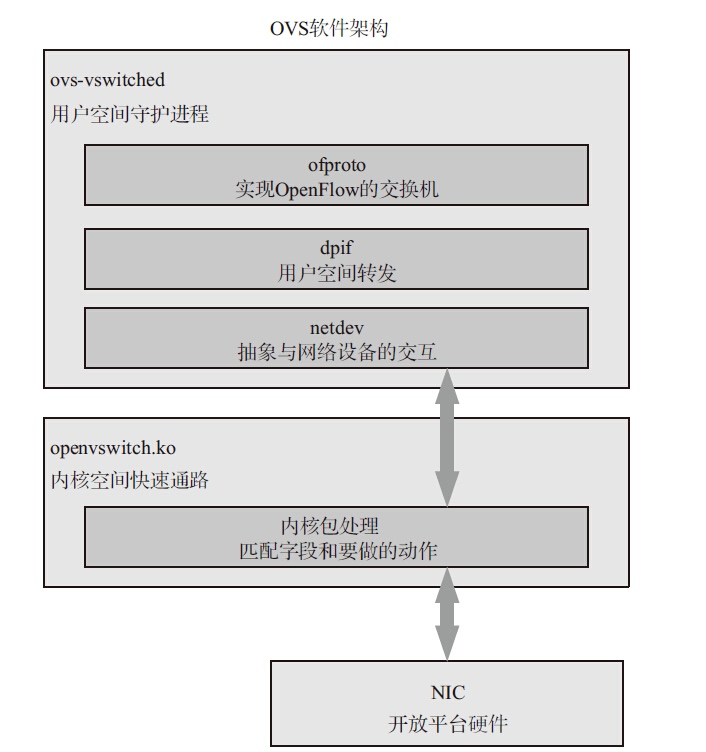 OVS软件架构
ovs-vswitched
用户空间守护进程
ofproto
实现OpenFlow的交换机
dpif
用户空间转发
netdev
抽象与网络设备的交互
openvswitch.ko
内核空间快速通路
内核包处理
匹配字段和要做的动作
NIC
开放平台硬件